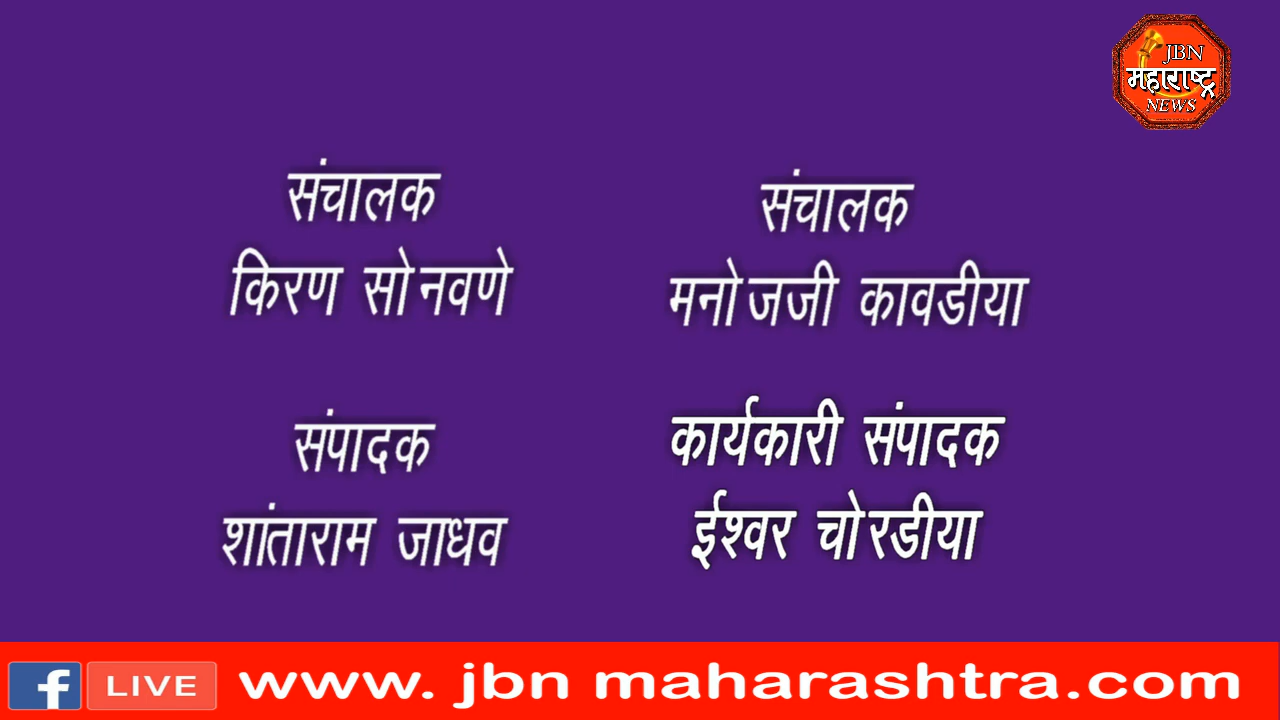 JBN
महाराष्ट्र
NEWS
संचालक
किरण सोनवणे
संचालक
मनोजजी कावडीया
संपादक
शांताराम जाधव
कार्यकारी संपादक
ईश्वर चोरडीया
f LIVE www. jbn maharashtra.com